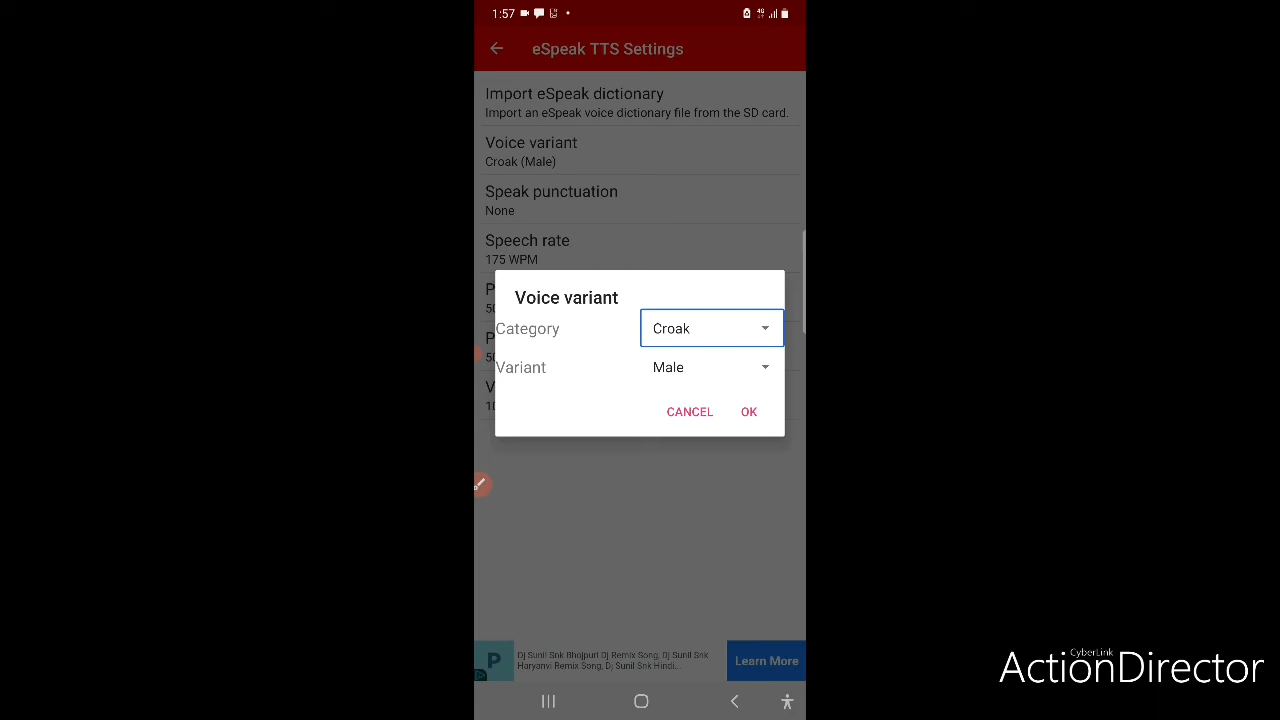 1:57
eSpeak TTS Settings
Import eSpeak dictionary
Import an eSpeak voice dictionary file from the SD card.
Voice variant
Croak (Male)
Speak punctuation
None
Speech rate
175 WPM
Voice variant
Category Croak
Variant Male
CANCEL OK
P
Dj Sunil Snk Bhojpuri Dj Remix Song, Dj Sunil Snk
Haryanvi Remix Song, Dj Sunil Snk Hindi...
Learn More
CyberLink
ActionDirector